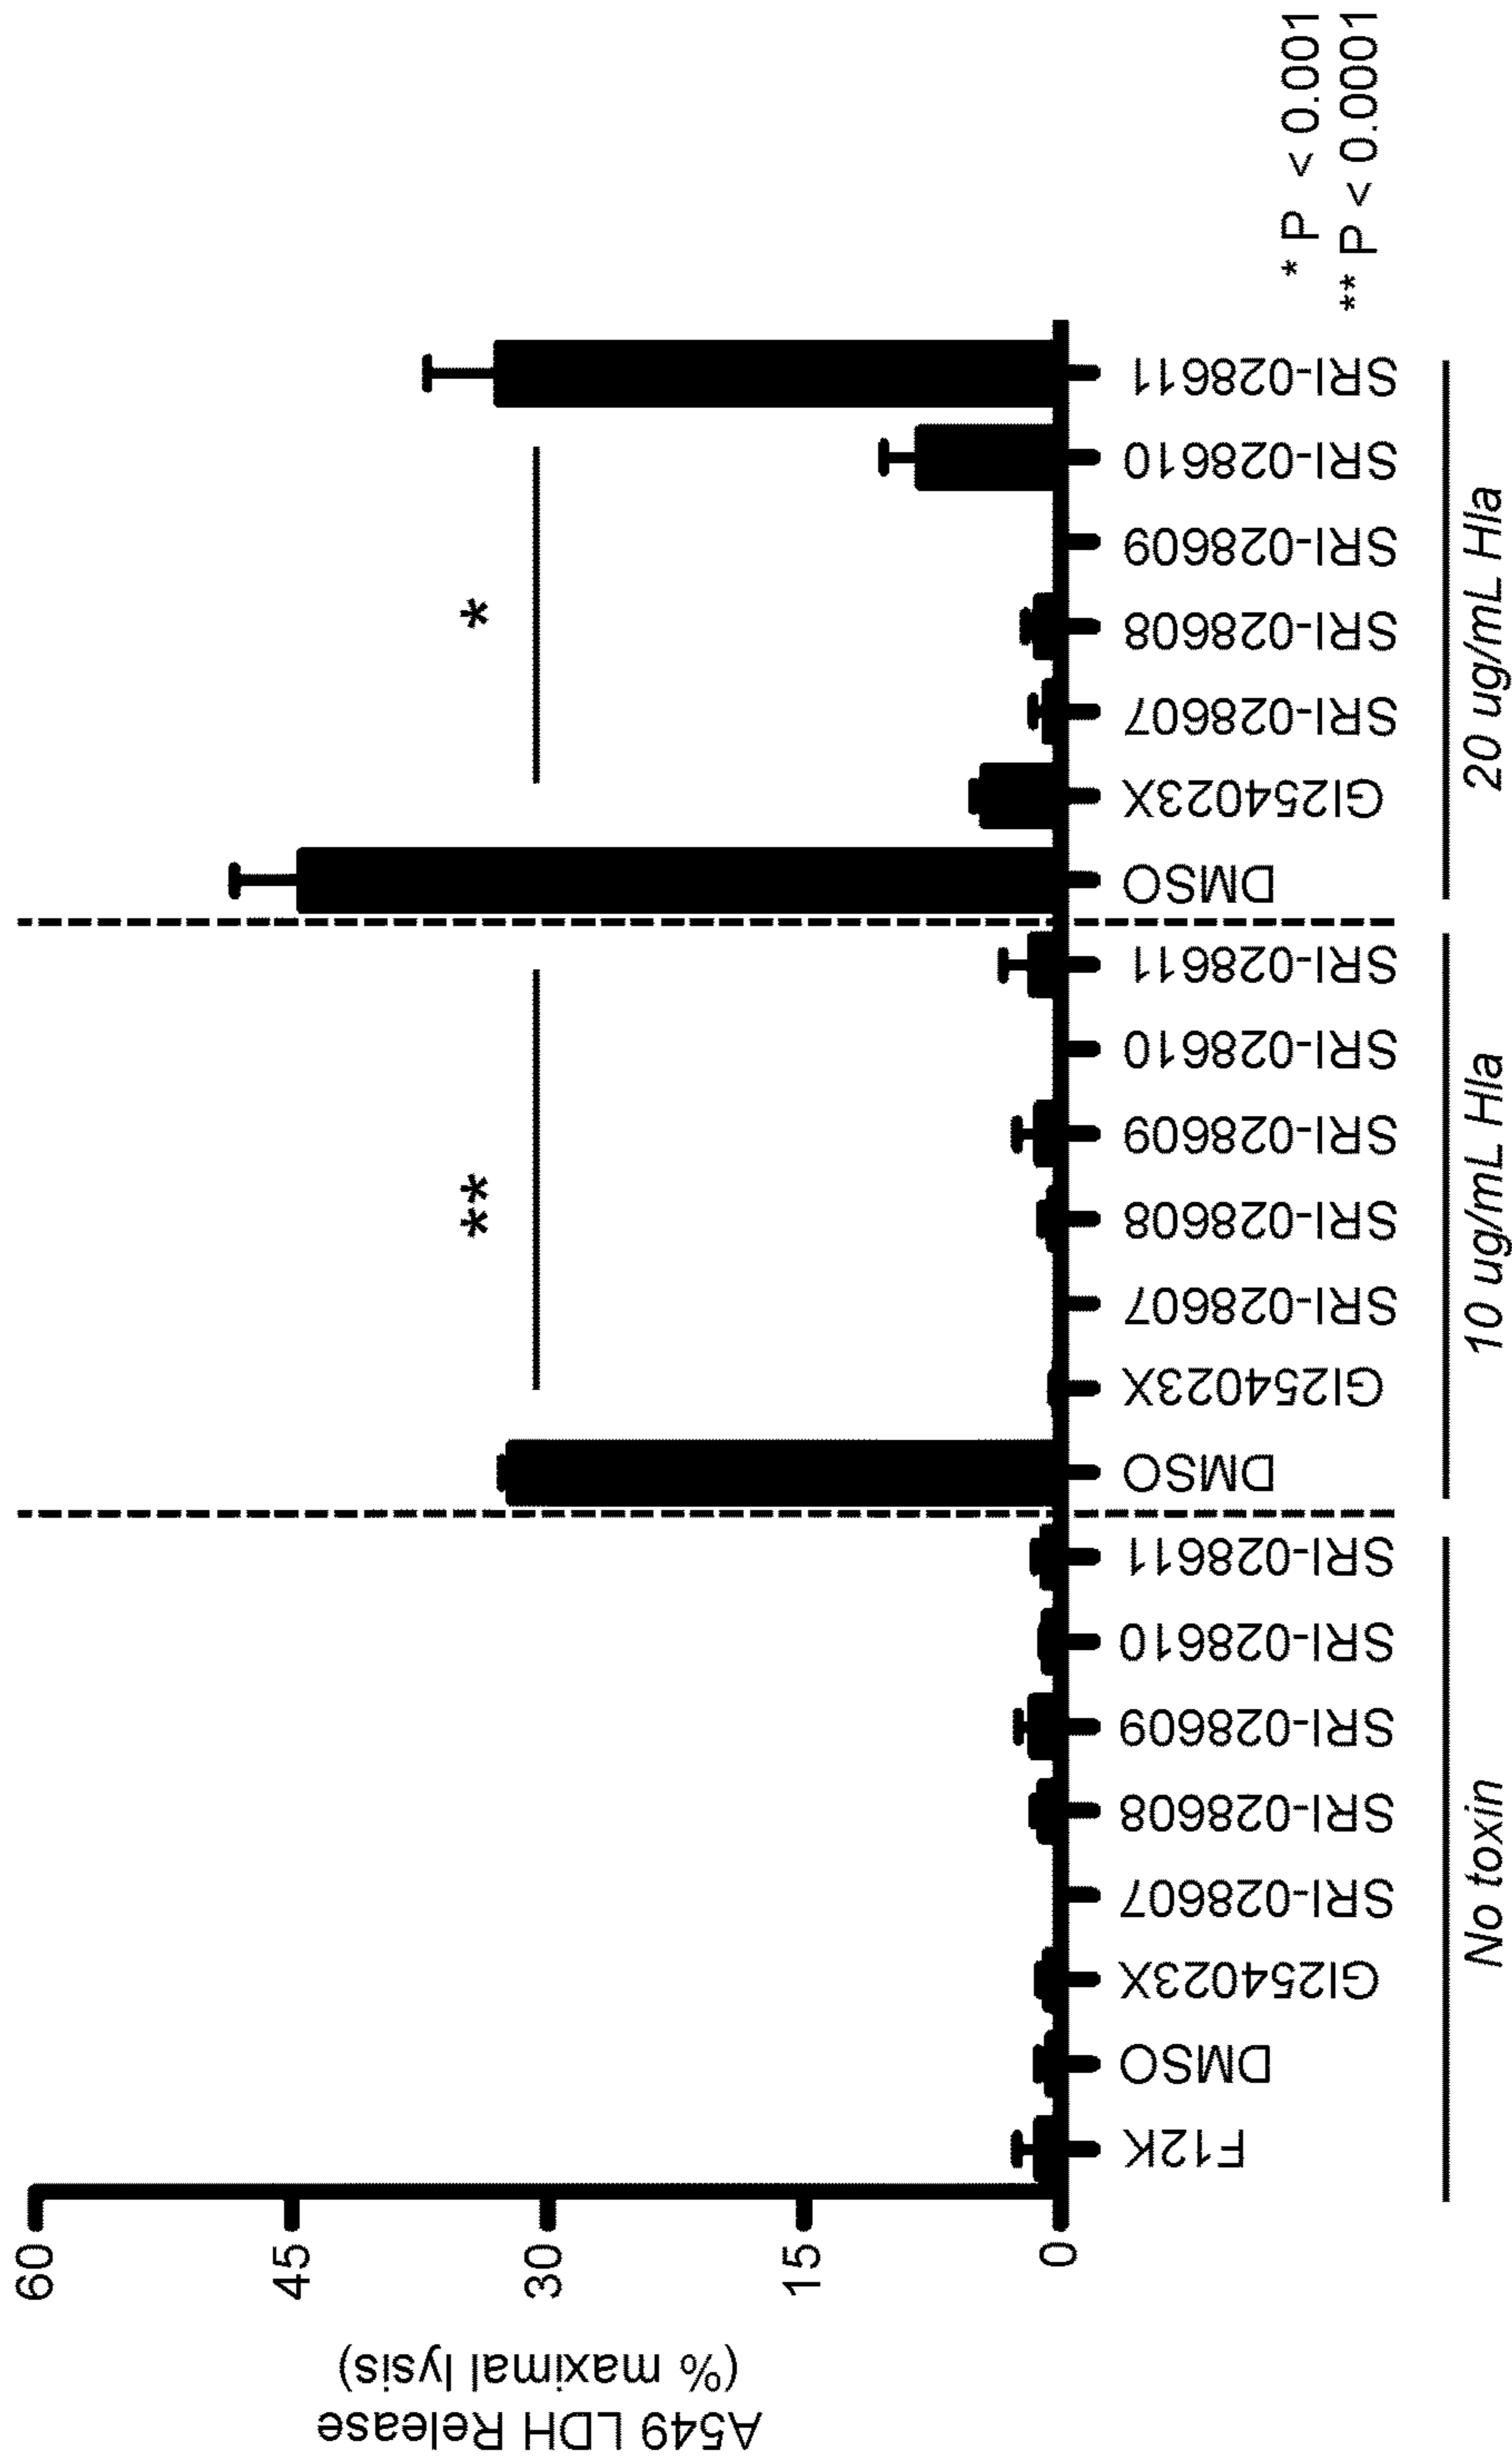 A549 LDH Release
(% maximal lysis)
60
45
30
15
0
**
*
F12K
DMSO
GI254023X
SRI-028607
SRI-028608
SRI-028609
SRI-028610
SRI-028611
DMSO
GI254023X
SRI-028607
SRI-028608
SRI-028609
SRI-028610
SRI-028611
DMSO
GI254023X
SRI-028607
SRI-028608
SRI-028609
SRI-028610
SRI-028611
No toxin
10 ug/mL Hla
20 ug/mL Hla
* P < 0.001
** P < 0.0001